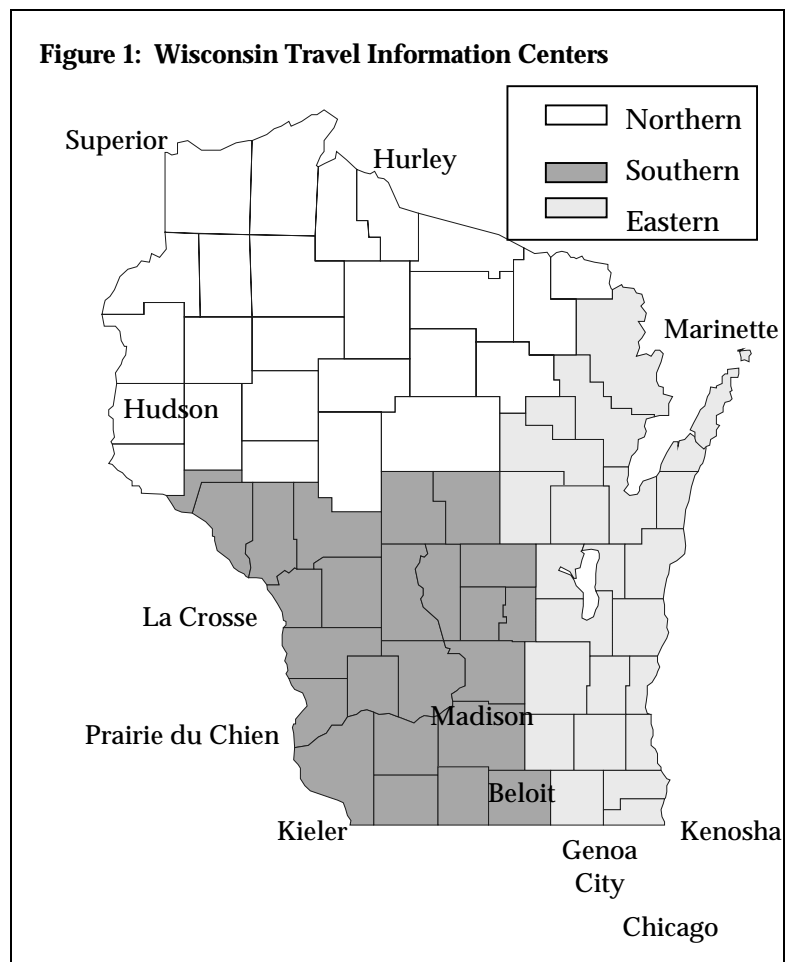 Figure 1: Wisconsin Travel Information Centers
Northern
Southern
Eastern
Superior
Hurley
Marinette
Hudson
La Crosse
Madison
Prairie du Chien
Beloit
Kieler
Kenosha
Genoa
City
Chicago